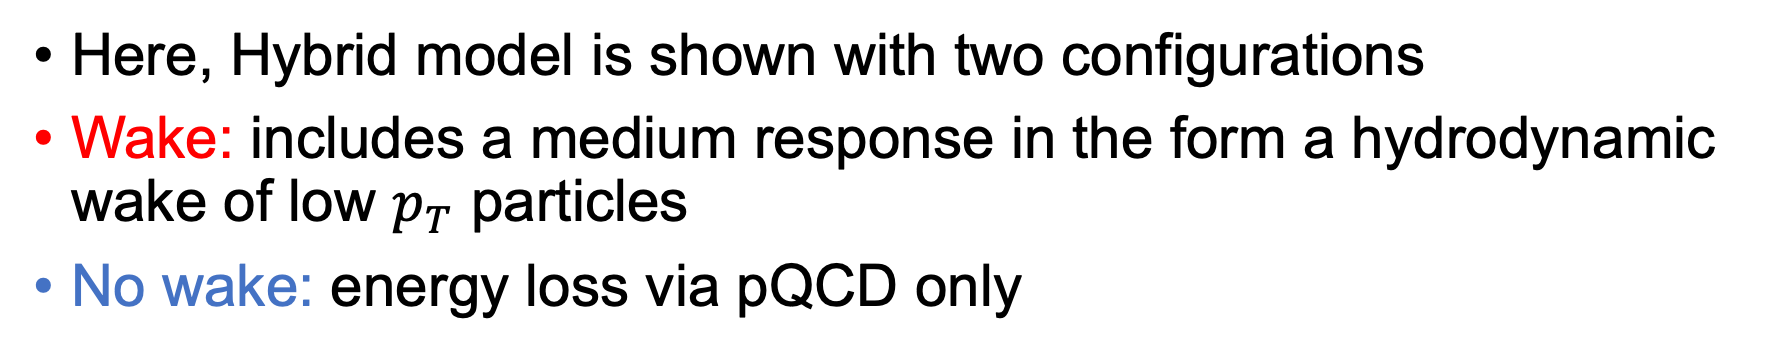 • Here, Hybrid model is shown with two configurations
• Wake: includes a medium response in the form a hydrodynamic
wake of low 𝑝𝑇 particles
• No wake: energy loss via pQCD only